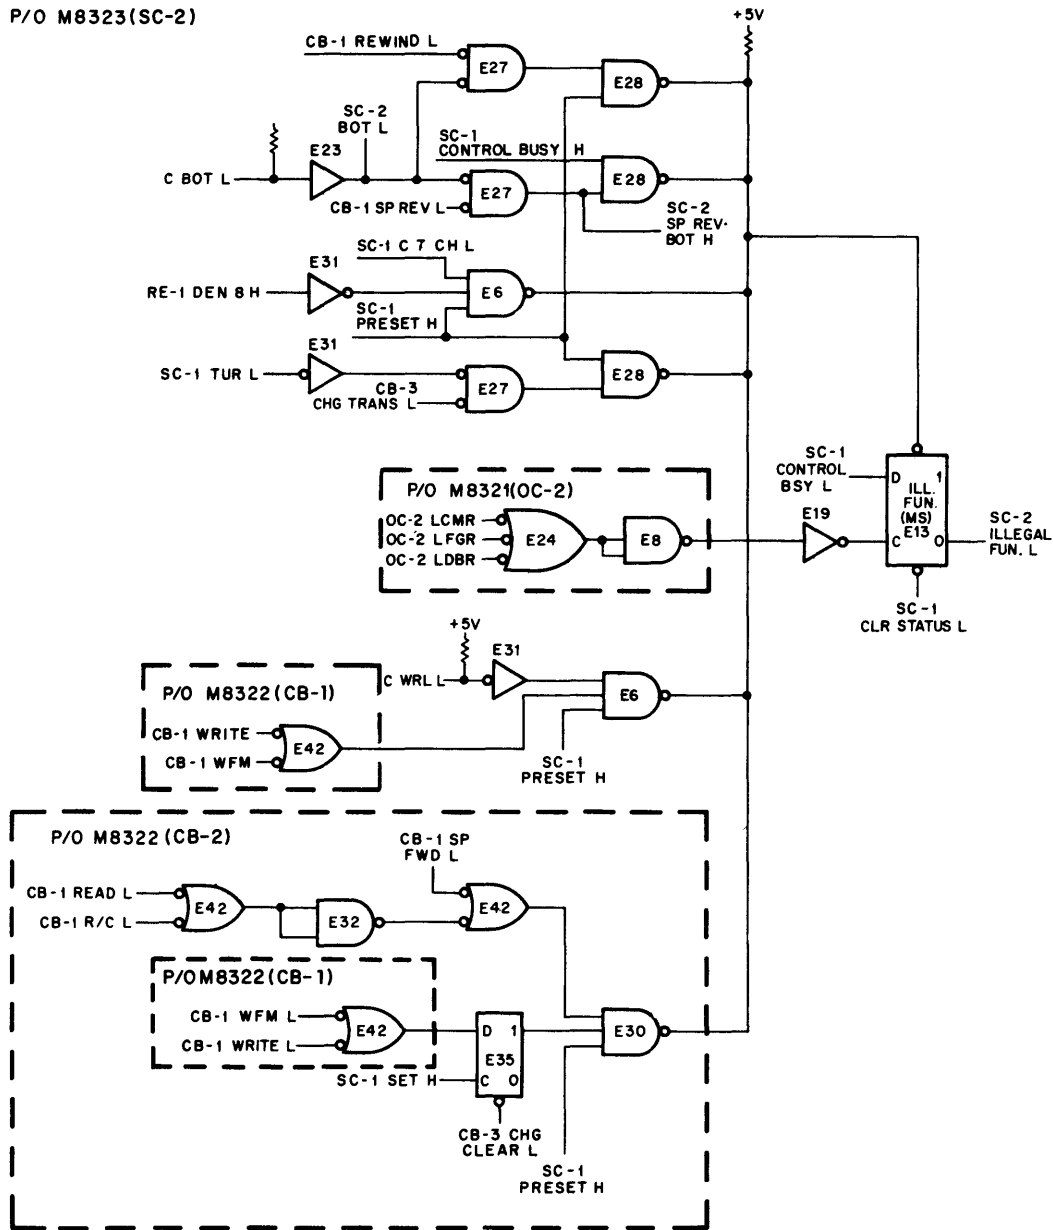 P/O M8323(SC-2)
+5V
CB-1 REWIND L
E27
E28
SC-2
BOT L
E23
C BOT L
SC-1
CONTROL BUSY H
E28
E27
CB-1 SP REV L
SC-2
SP REV·
BOT H
SC-1 C 7 CH L
E31
RE-1 DEN 8 H
E6
SC-1
PRESET H
E31
SC-1 TUR L
E28
E27
CB-3
CHG TRANS L
P/O M8321(OC-2)
OC-2 LCMR
OC-2 LFGR
OC-2 LDBR
E24
E8
SC-1
CONTROL
BSY L
E19
D 1
ILL.
FUN.
(MS)
E13
C 0
SC-2
ILLEGAL
FUN. L
SC-1
CLR STATUS L
+5V
E31
C WRL L
E6
P/O M8322(CB-1)
CB-1 WRITE
CB-1 WFM
E42
SC-1
PRESET H
P/O M8322(CB-2)
CB-1 SP
FWD L
CB-1 READ L
CB-1 R/C L
E42
E32
E42
P/O M8322(CB-1)
CB-1 WFM L
CB-1 WRITE L
E42
D 1
E35
C 0
E30
SC-1 SET H
CB-3 CHG
CLEAR L
SC-1
PRESET H